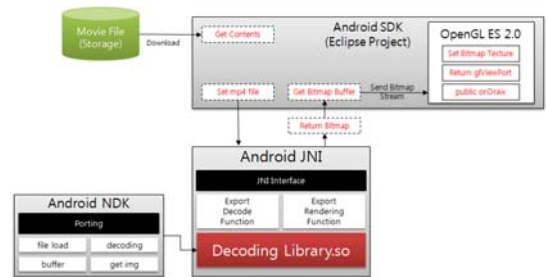 Movie File
(Storage)
Download
Get Contents
Android SDK
(Eclipse Project)
OpenGL ES 2.0
Set Bitmap Texture
Return glViewPort
public onDraw
Set mp4 file
Get Bitmap Buffer
Send Bitmap
Stream
Return Bitmap
Android JNI
JNI Interface
Export
Decode
Function
Export
Rendering
Function
Decoding Library.so
Android NDK
Porting
file load
decoding
buffer
get img